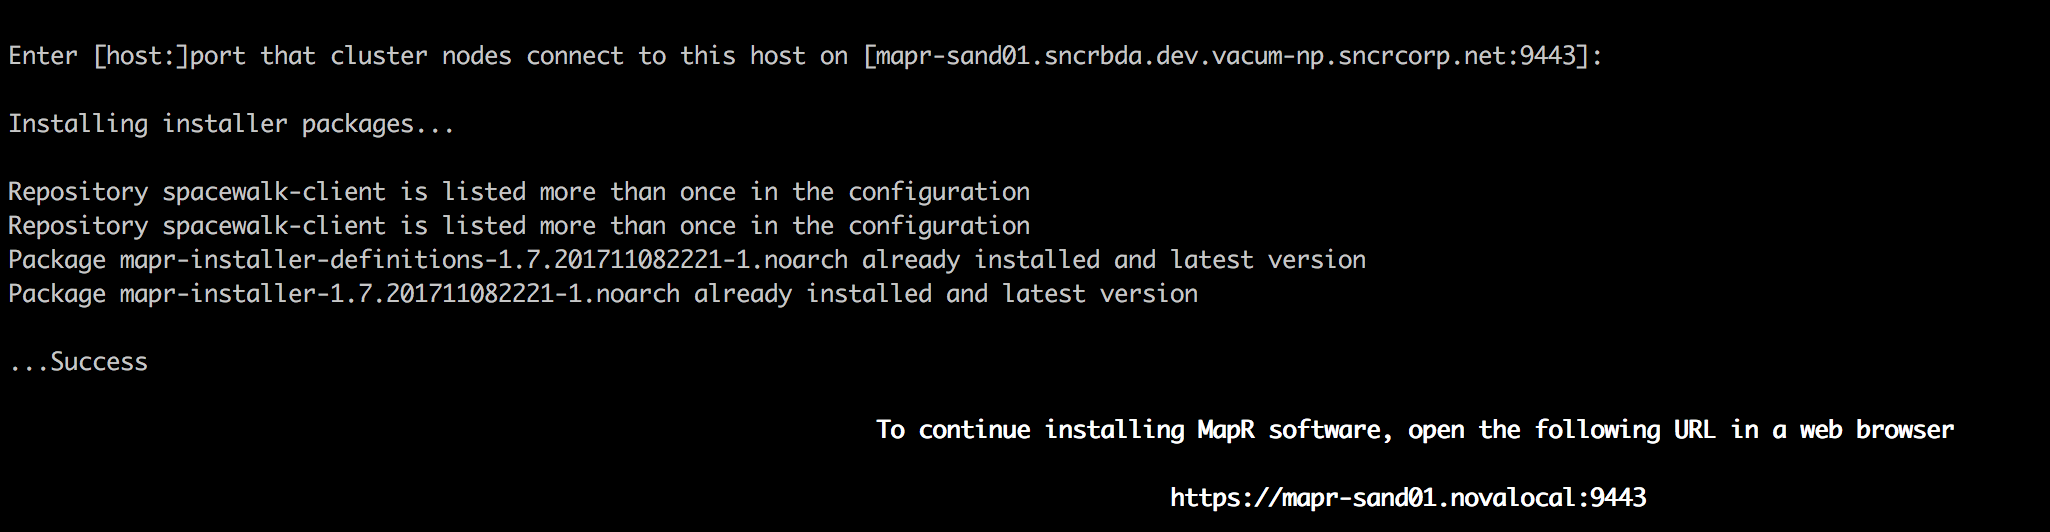 Enter [host:]port that cluster nodes connect to this host on [mapr-sand01.sncrbda.dev.vacum-np.sncrcorp.net:9443]:
Installing installer packages...
Repository spacewalk-client is listed more than once in the configuration
Repository spacewalk-client is listed more than once in the configuration
Package mapr-installer-definitions-1.7.201711082221-1.noarch already installed and latest version
Package mapr-installer-1.7.201711082221-1.noarch already installed and latest version
...Success
To continue installing MapR software, open the following URL in a web browser
https://mapr-sand01.novalocal:9443